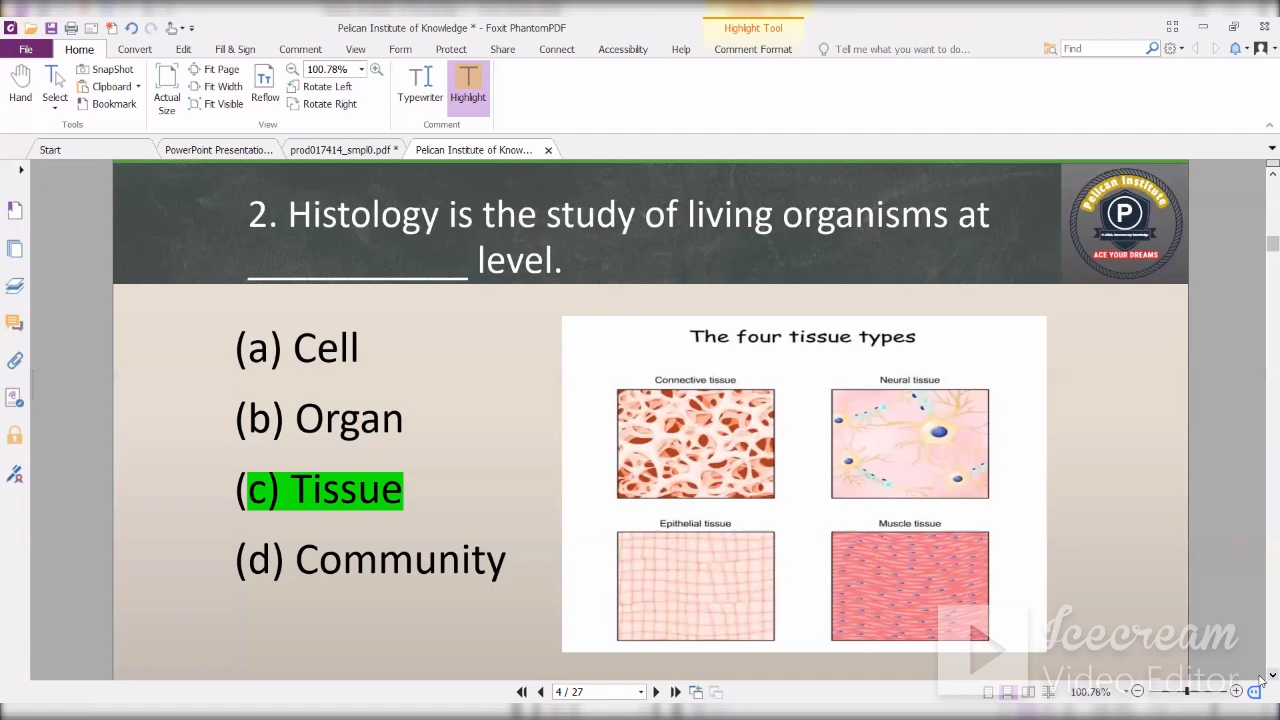 Pelican Institute of Knowledge * - Foxit PhantomPDF
Highlight Tool
File Home Convert Edit Fill & Sign Comment View Form Protect Share Connect Accessibility Help Comment Format Tell me what you want to do... Find
Hand
Select
SnapShot
Clipboard
Bookmark
Tools
Actual Size
Fit Page
Fit Width
Fit Visible
Reflow
100.78%
Rotate Left
Rotate Right
View
Typewriter
Highlight
Comment
Start PowerPoint Presentatio... prod017414_smpl0.pdf * Pelican Institute of Know...
2. Histology is the study of living organisms at
___________ level.
Pelican Institute
P
ACE YOUR DREAMS
(a) Cell
(b) Organ
(c) Tissue
(d) Community
The four tissue types
Connective tissue
Neural tissue
Epithelial tissue
Muscle tissue
Icecream
Video Editor
4 / 27
100.78%